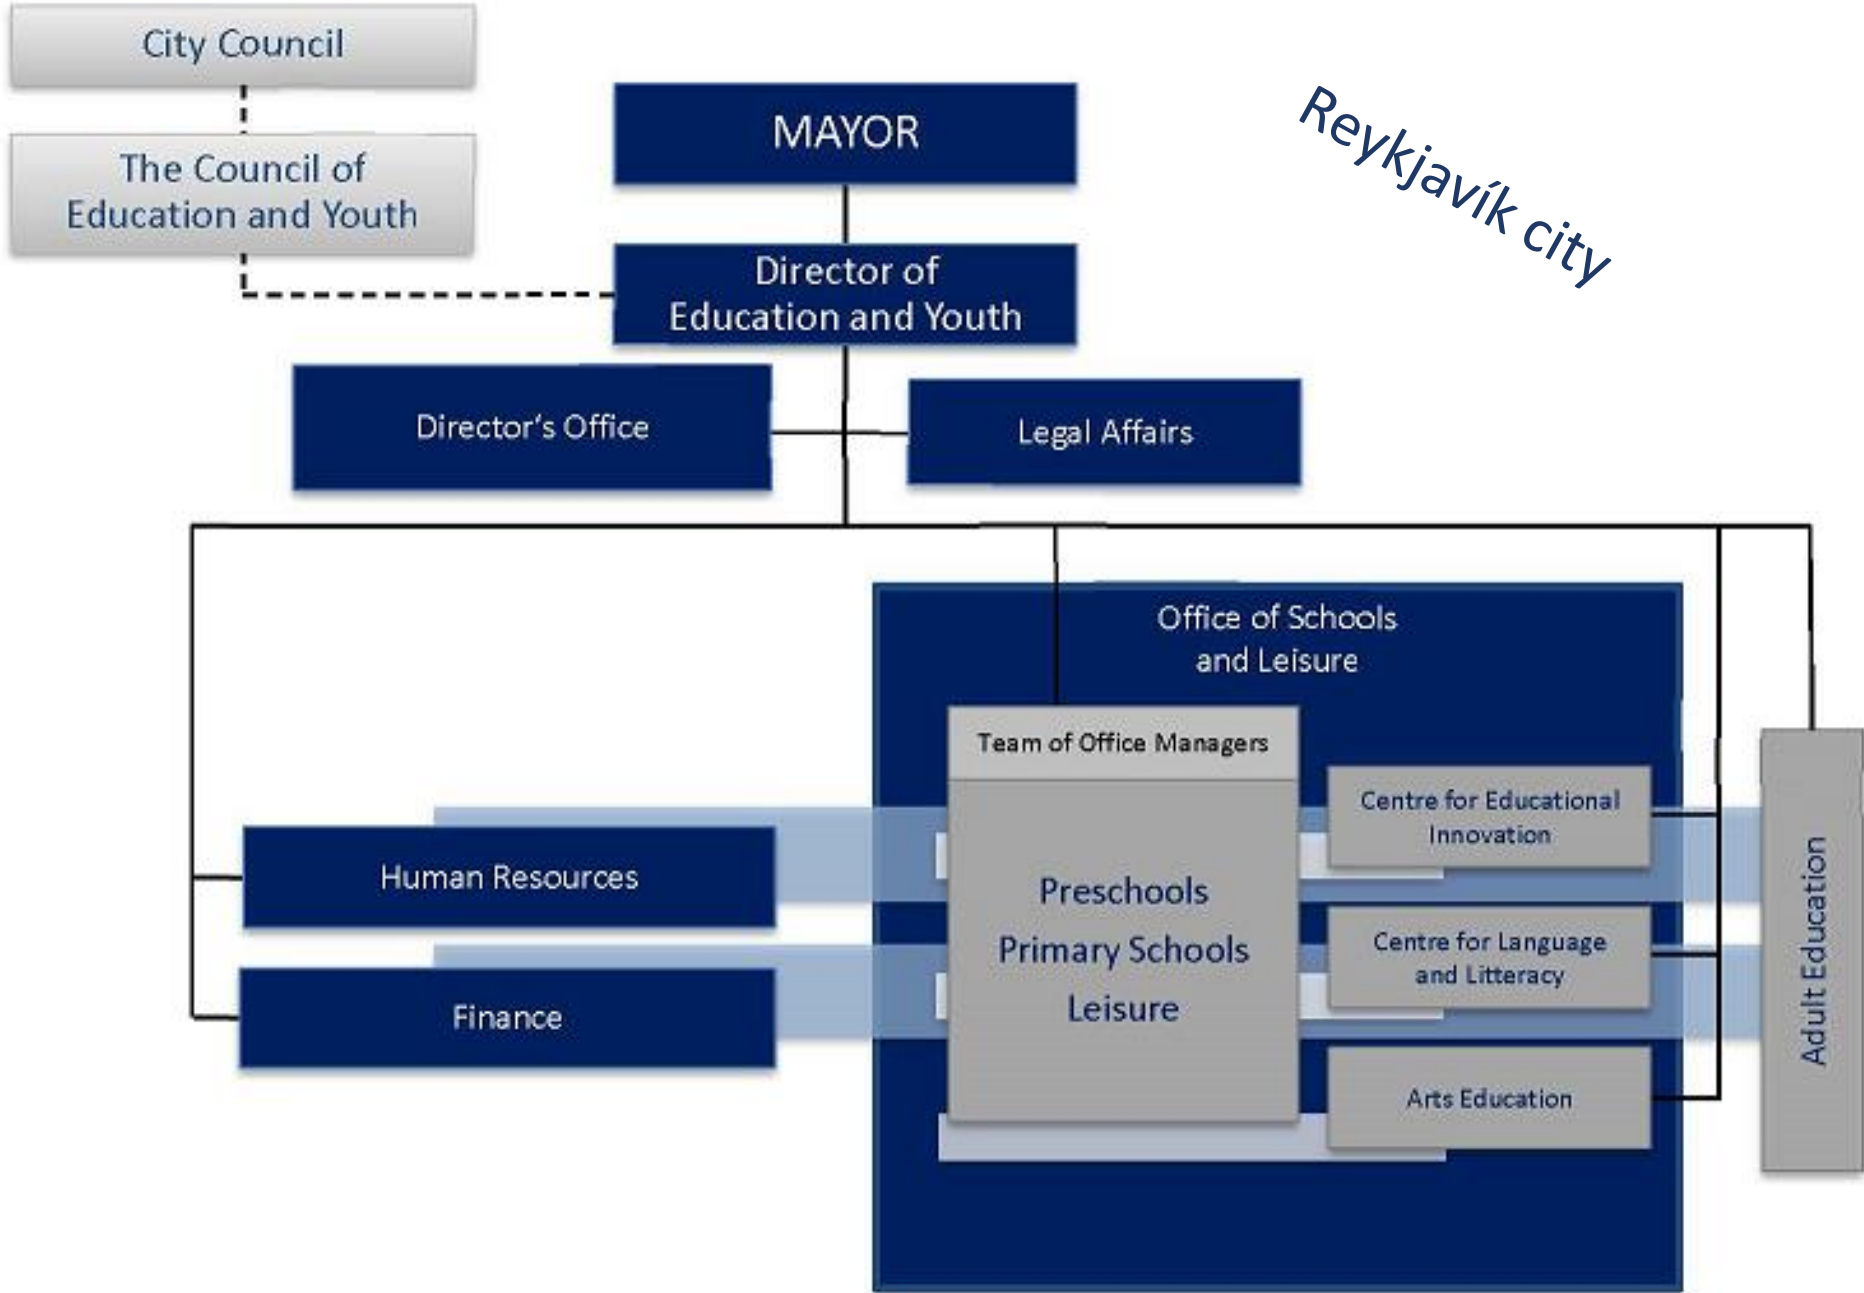 City Council
The Council of
Education and Youth
MAYOR
Reykjavík city
Director of
Education and Youth
Director's Office
Legal Affairs
Office of Schools
and Leisure
Team of Office Managers
Preschools
Primary Schools
Leisure
Centre for Educational
Innovation
Centre for Language
and Litteracy
Arts Education
Human Resources
Finance
Adult Education